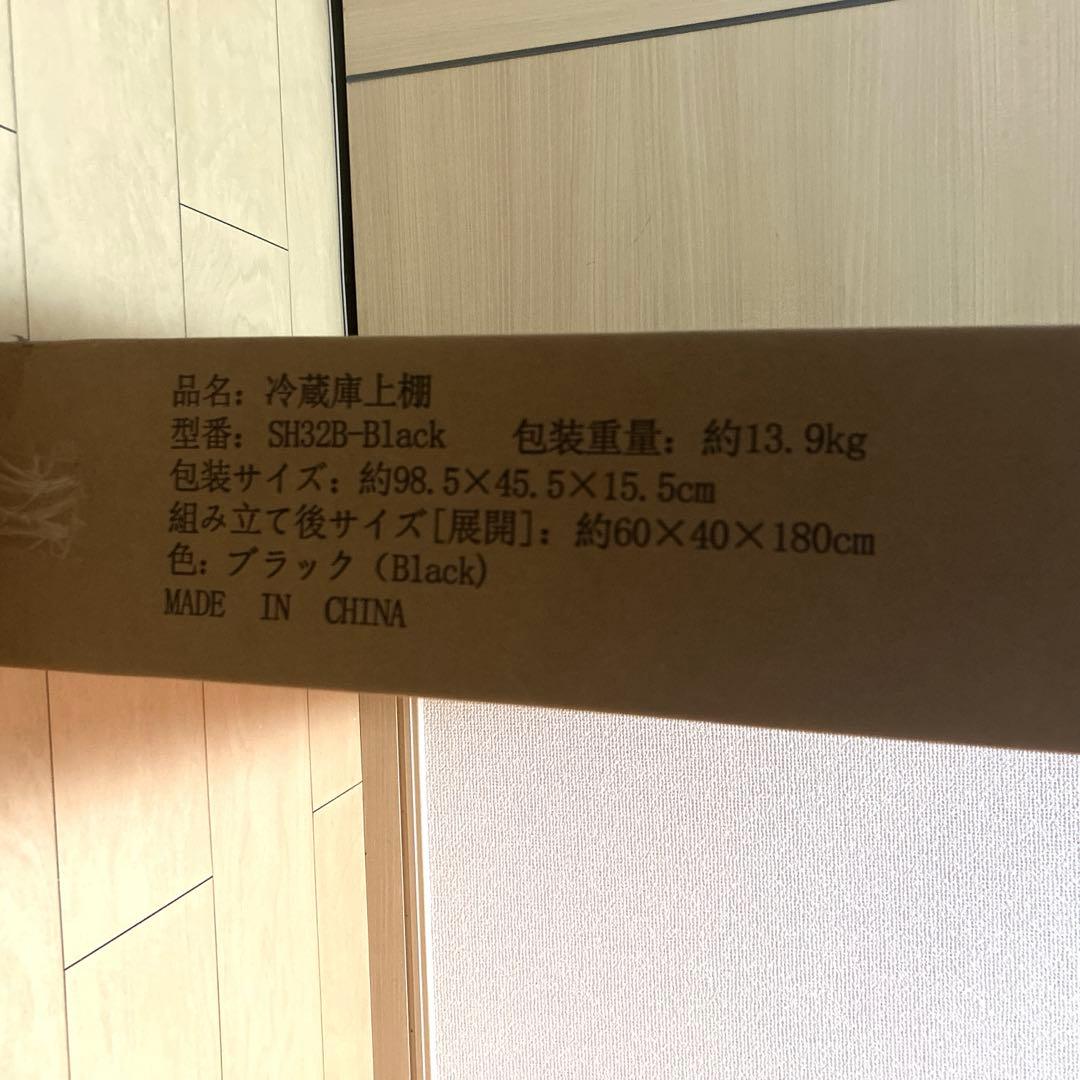 品名：冷蔵庫上棚
型番：SH32B-Black　包装重量：約13.9kg
包装サイズ：約98.5×45.5×15.5cm
組み立て後サイズ[展開]：約60×40×180cm
色：ブラック（Black)
MADE IN CHINA